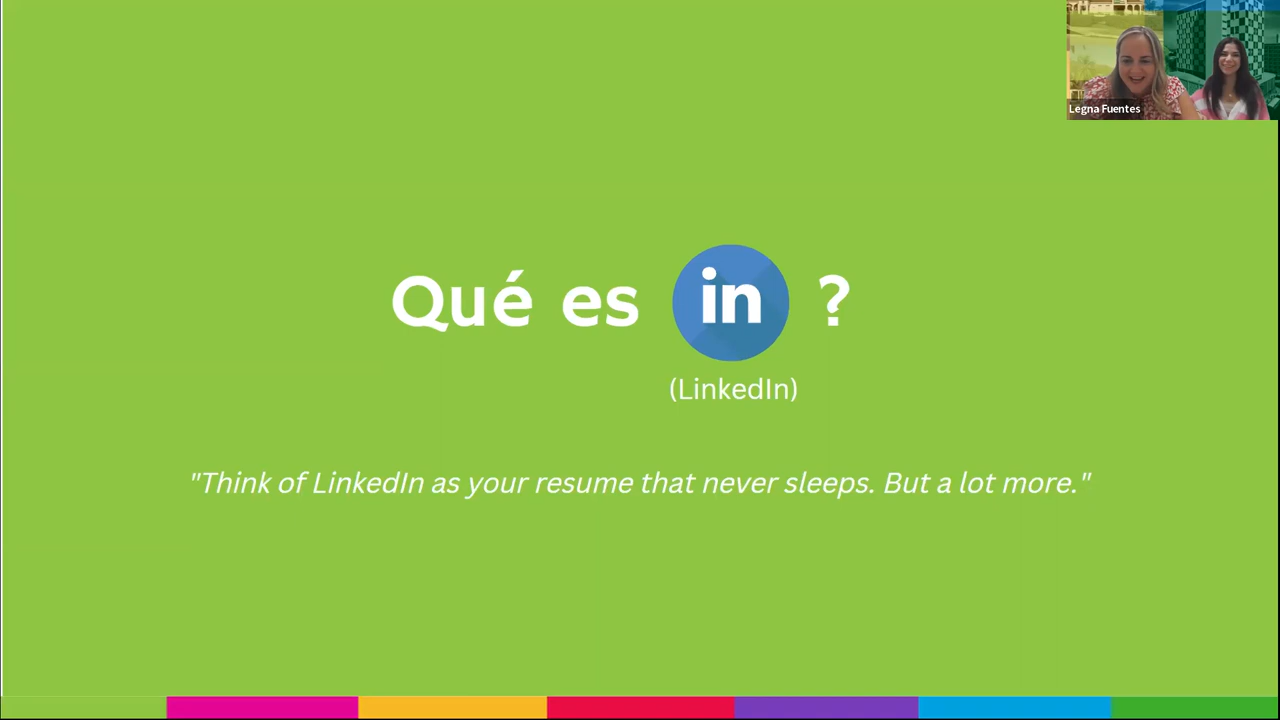 Legna Fuentes
Qué es in ?
(LinkedIn)
"Think of LinkedIn as your resume that never sleeps. But a lot more."